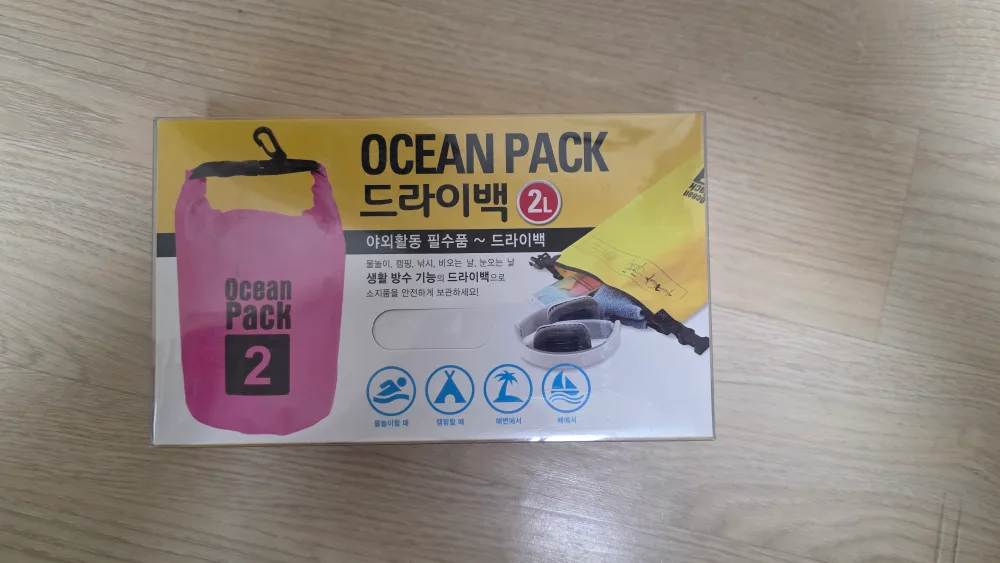 OCEAN PACK
드라이백 2L
야외활동 필수품 ~ 드라이백
물놀이, 캠핑, 낚시, 비오는 날, 눈오는 날
생활 방수 기능의 드라이백으로
소지품을 안전하게 보관하세요!
Ocean
Pack
2
ocean
pack
물놀이할 때
캠핑할 때
해변에서
배에서